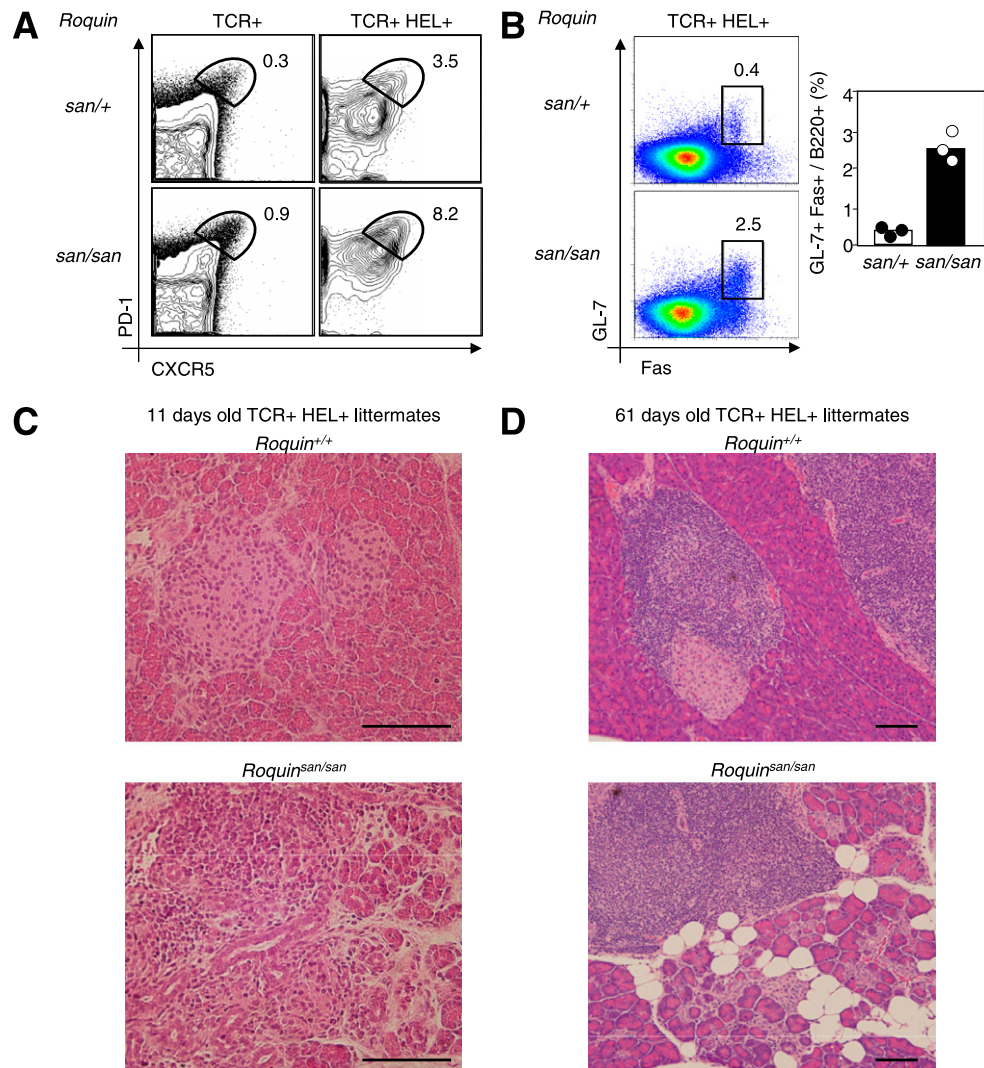 A
Roquin
TCR+
TCR+ HEL+
san/+
0.3
3.5
san/san
0.9
8.2
PD-1
CXCR5
B
Roquin
TCR+ HEL+
san/+
0.4
san/san
2.5
GL-7
Fas
GL-7+ Fas+ / B220+ (%)
4
3
2
1
0
san/+ san/san
C
11 days old TCR+ HEL+ littermates
Roquin+/+
Roquinsan/san
D
61 days old TCR+ HEL+ littermates
Roquin+/+
Roquinsan/san